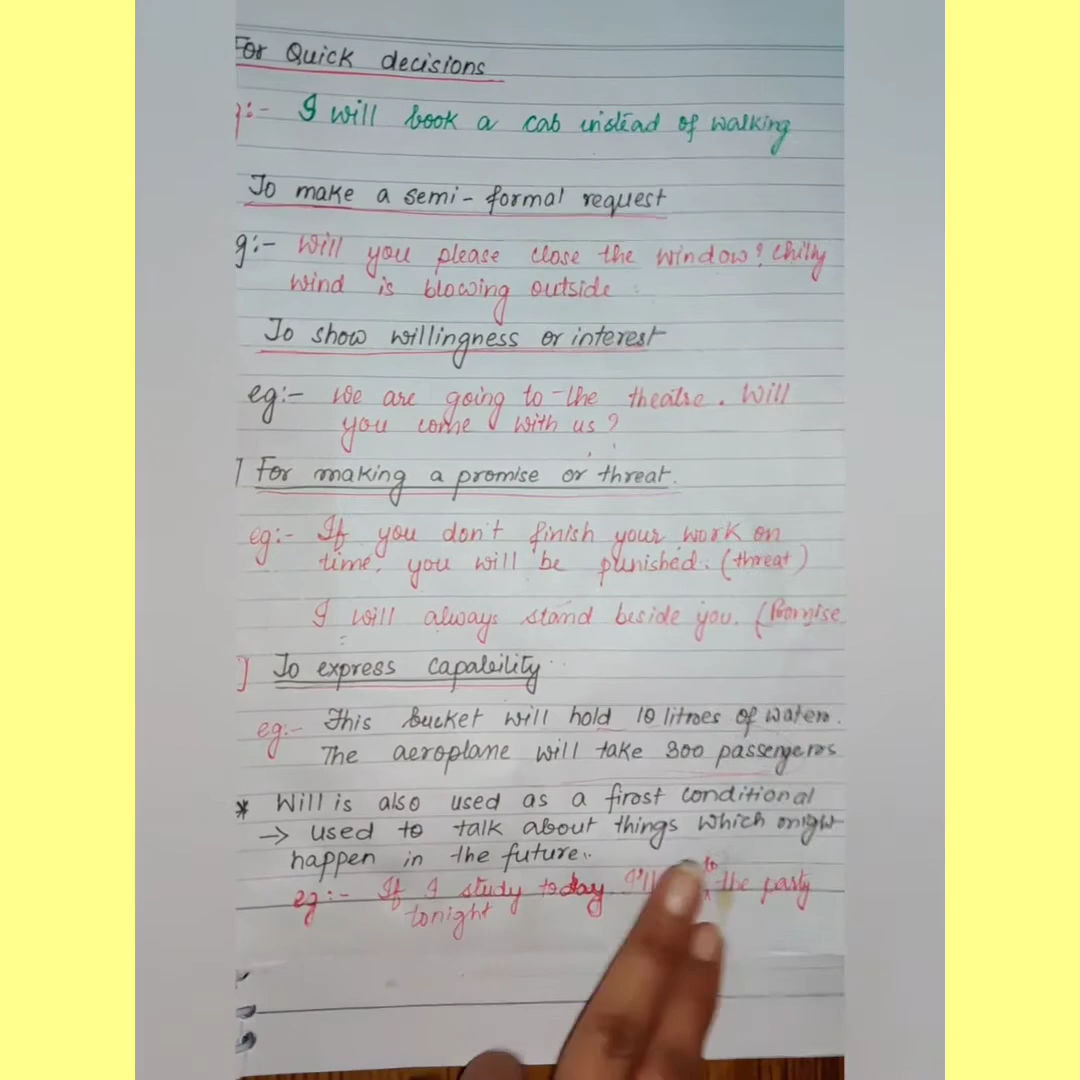 For Quick decisions
g:- I will book a cab instead of walking
To make a semi-formal request
g:- Will you please close the window? Chilly
wind is blowing outside
To show willingness or interest
eg:- We are going to the theatre. Will
you come with us?
] For making a promise or threat.
eg:- If you don't finish your work on
time, you will be punished. (threat)
I will always stand beside you. (Promise
] To express capability
eg:- This bucket will hold 10 litres of water.
The aeroplane will take 300 passengers
* Will is also used as a first conditional
→ used to talk about things which might
happen in the future.
eg:- If I study today I'll to the party
tonight